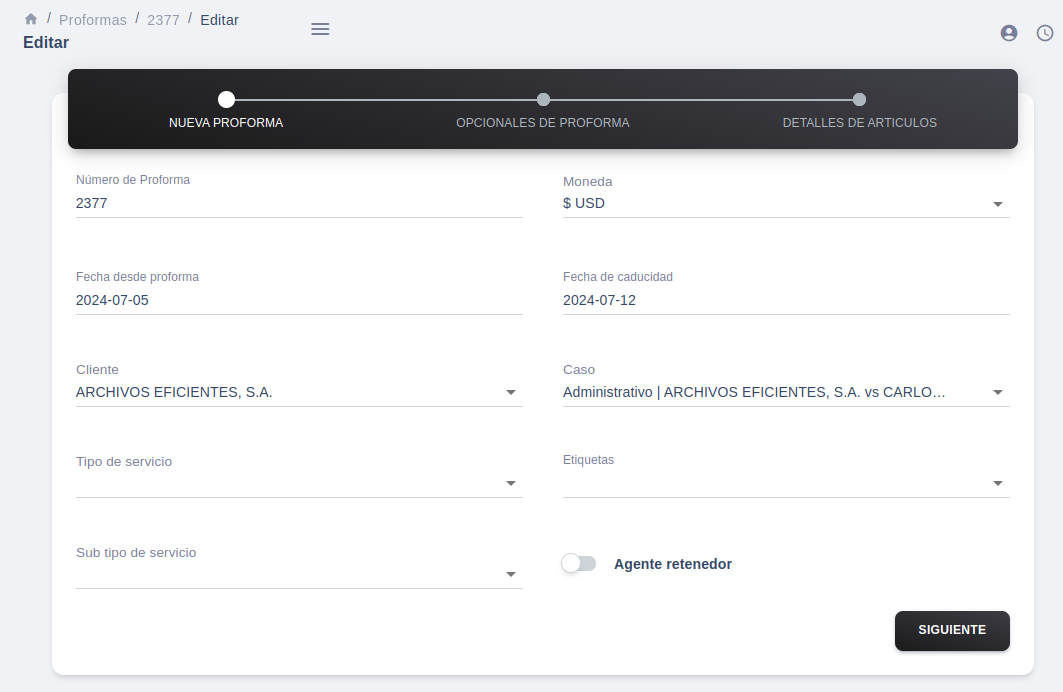 / Proformas / 2377 / Editar
Editar
NUEVA PROFORMA
OPCIONALES DE PROFORMA
DETALLES DE ARTICULOS
Número de Proforma
2377
Moneda
$ USD
Fecha desde proforma
2024-07-05
Fecha de caducidad
2024-07-12
Cliente
ARCHIVOS EFICIENTES, S.A.
Caso
Administrativo | ARCHIVOS EFICIENTES, S.A. vs CARLO…
Tipo de servicio
Etiquetas
Sub tipo de servicio
Agente retenedor
SIGUIENTE